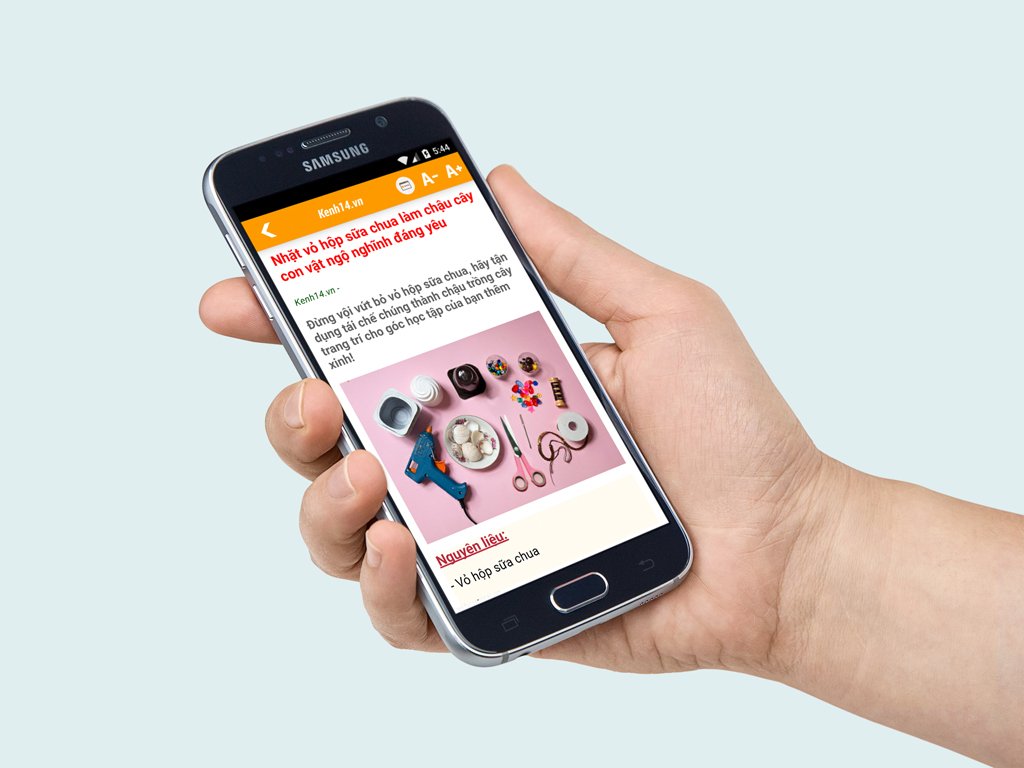 SAMSUNG
5:44
Kenh14.vn
A- A+
Nhặt vỏ hộp sữa chua làm chậu cây
con vật ngộ nghĩnh đáng yêu
Kenh14.vn -
Đừng vội vứt bỏ vỏ hộp sữa chua, hãy tận
dụng tái chế chúng thành chậu trồng cây
trang trí cho góc học tập của bạn thêm
xinh!
Nguyên liệu:
- Vỏ hộp sữa chua